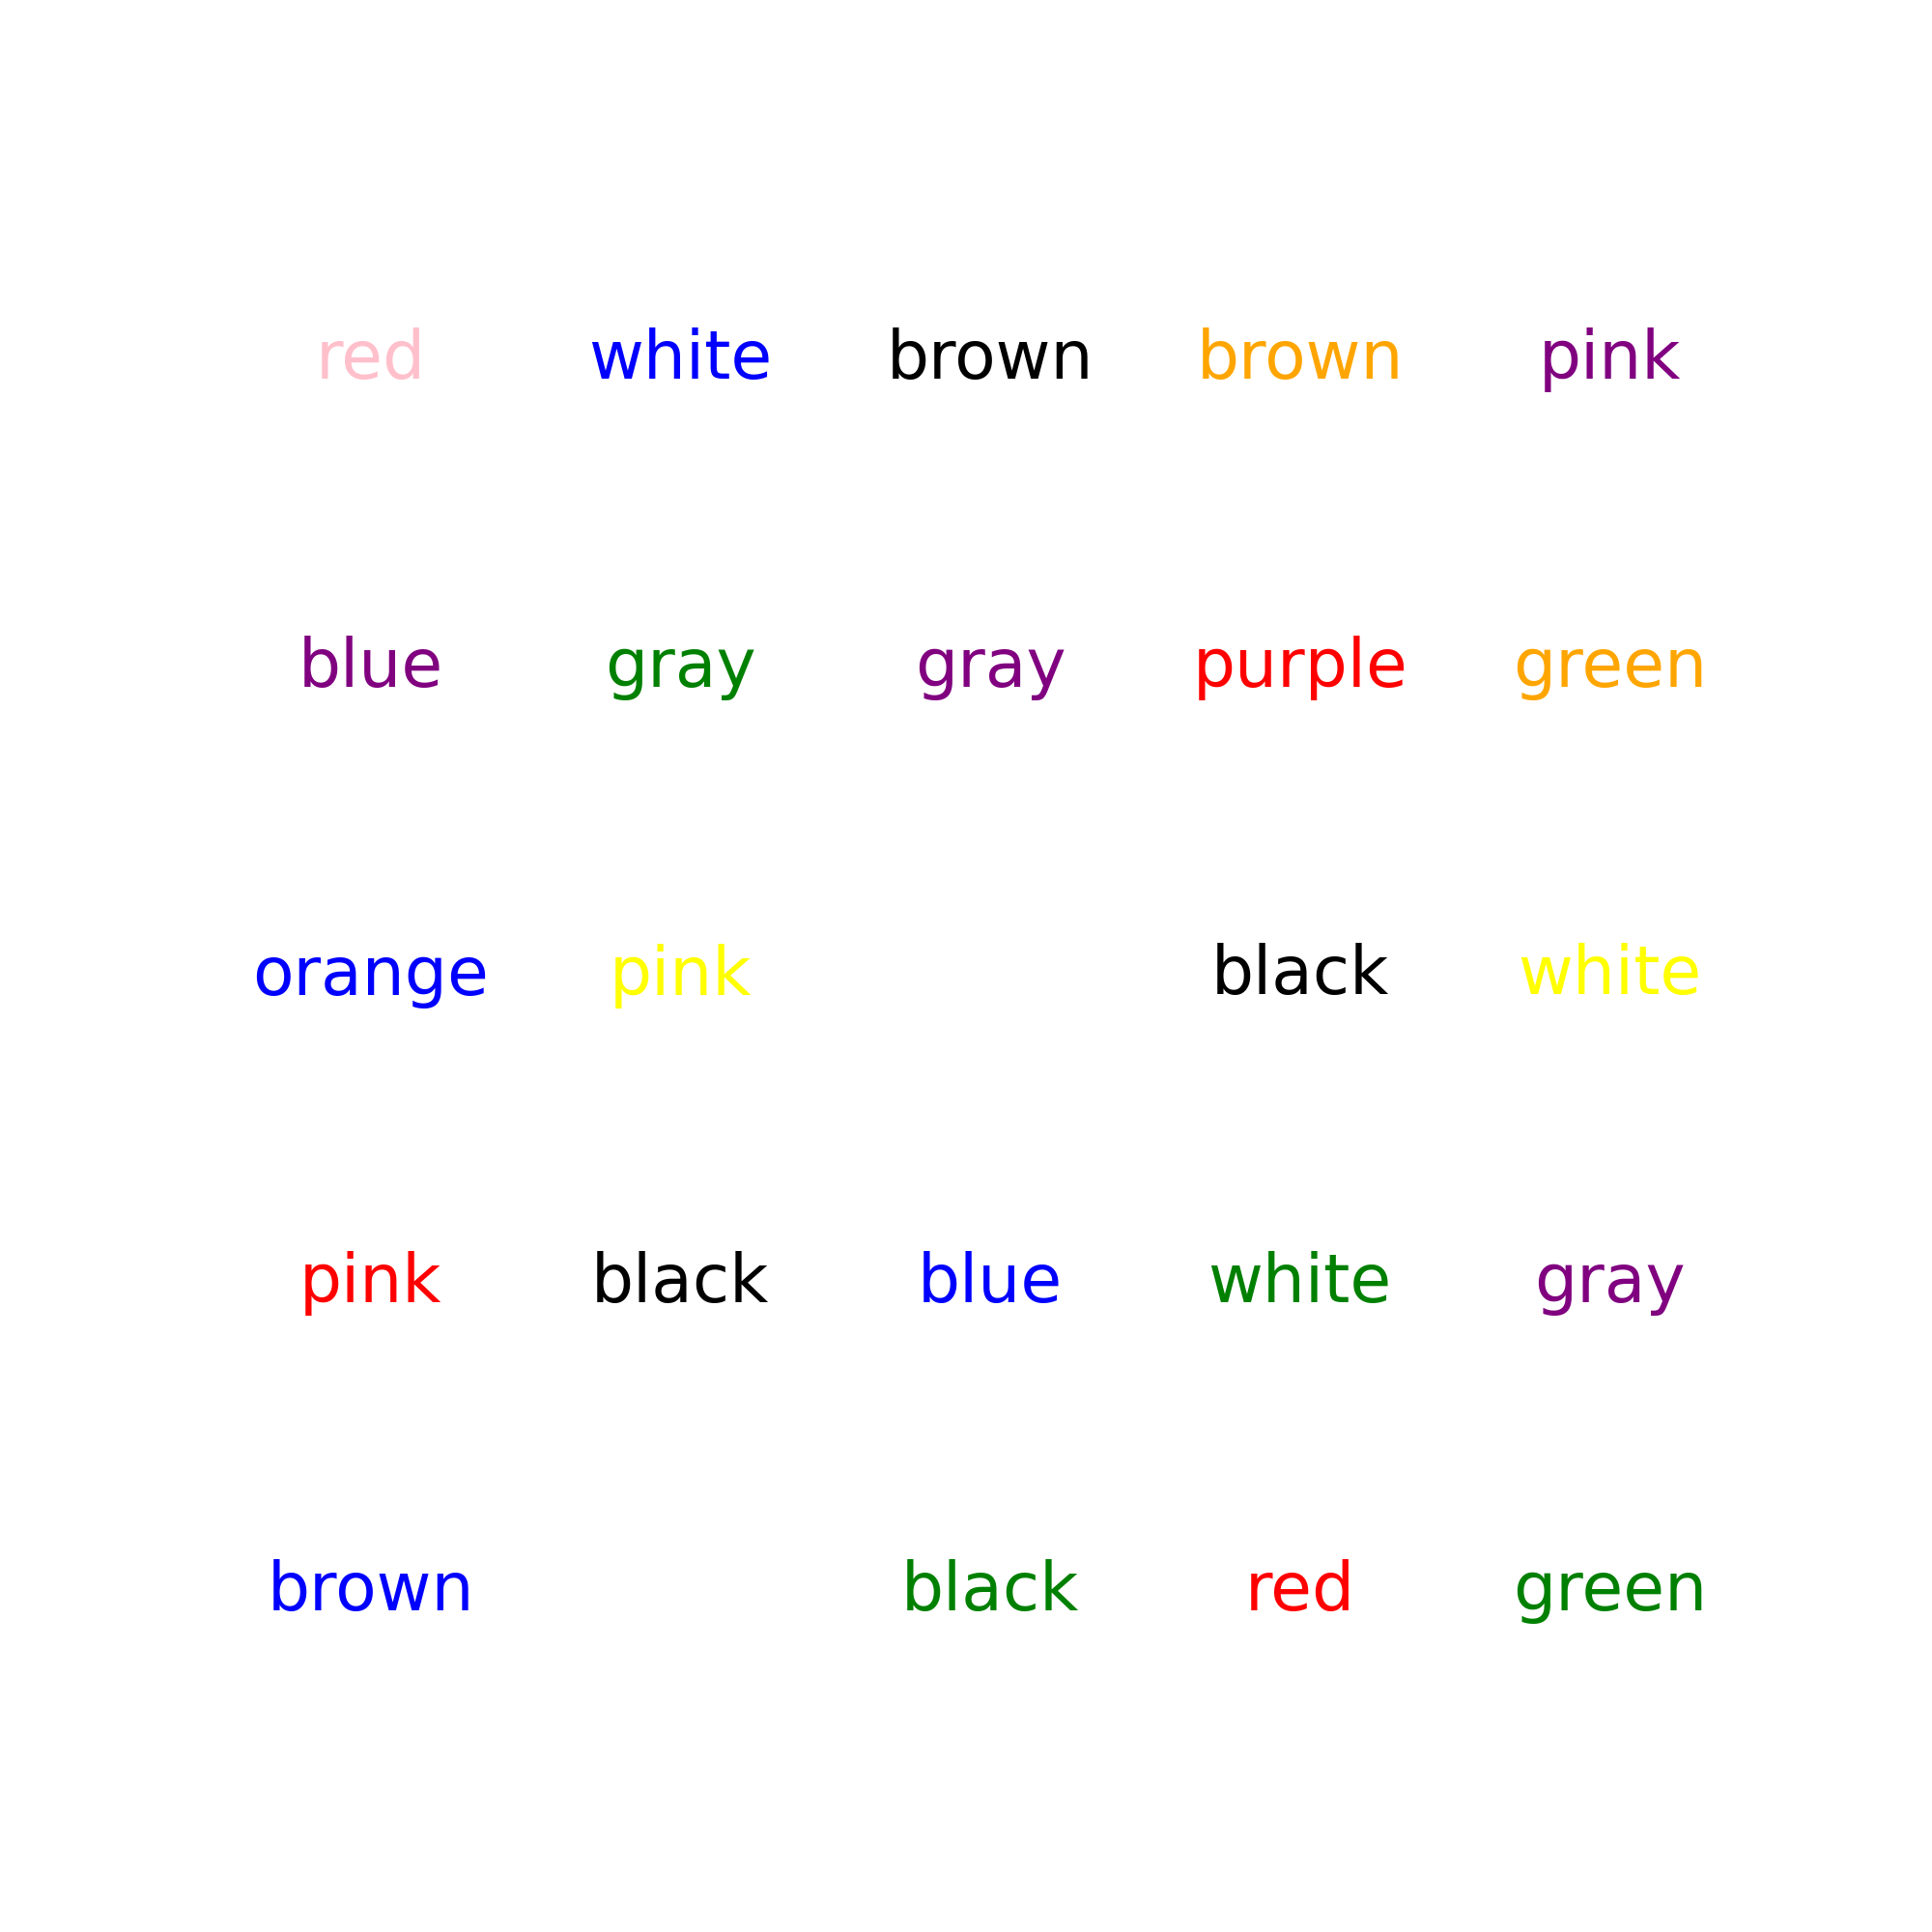 red white brown brown pink
blue gray gray purple green
orange pink black white
pink black blue white gray
brown black red green